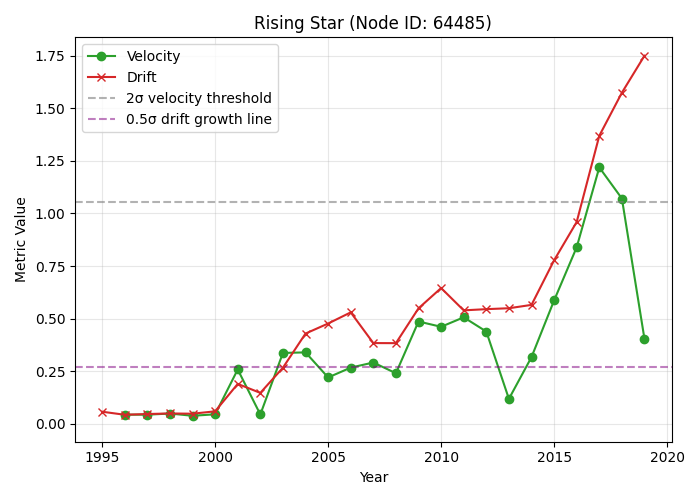 Rising Star (Node ID: 64485)
Velocity
Drift
2σ velocity threshold
0.5σ drift growth line
Metric Value
1.75
1.50
1.25
1.00
0.75
0.50
0.25
0.00
1995 2000 2005 2010 2015 2020
Year